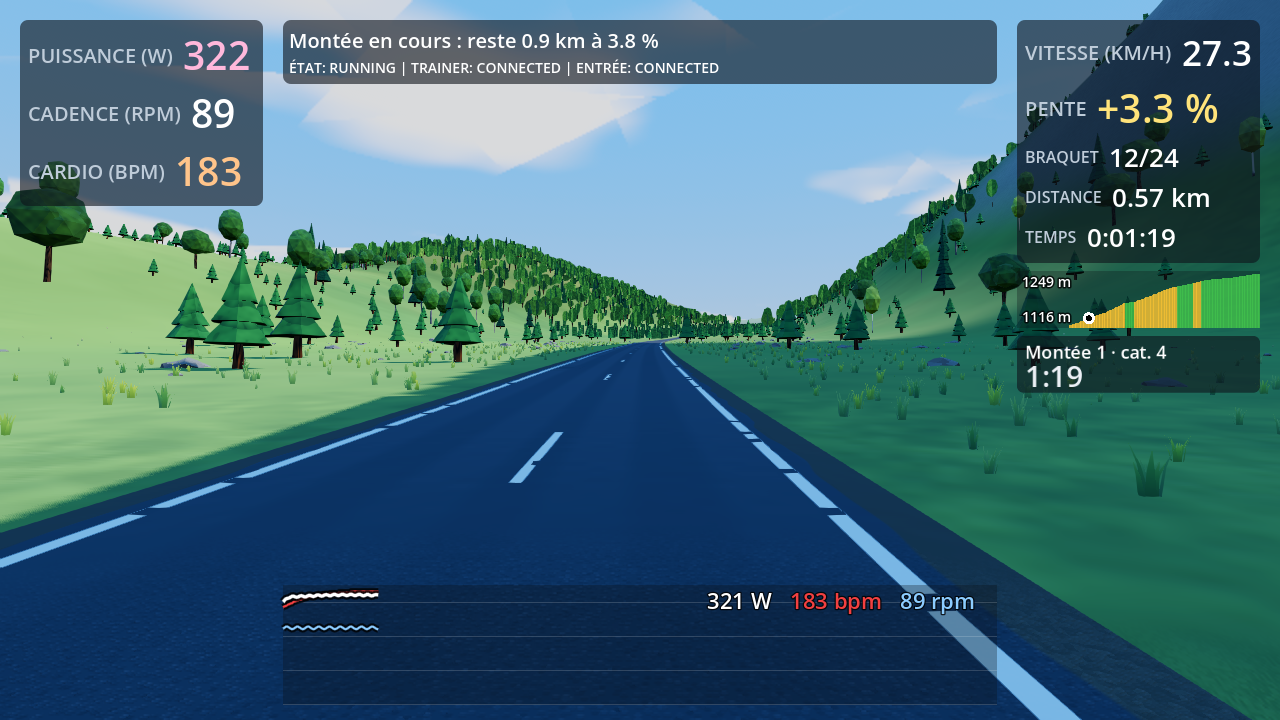 PUISSANCE (W) 322
CADENCE (RPM) 89
CARDIO (BPM) 183
Montée en cours : reste 0.9 km à 3.8 %
ÉTAT: RUNNING | TRAINER: CONNECTED | ENTRÉE: CONNECTED
VITESSE (KM/H) 27.3
PENTE +3.3 %
BRAQUET 12/24
DISTANCE 0.57 km
TEMPS 0:01:19
1249 m
1116 m
Montée 1 · cat. 4
1:19
321 W 183 bpm 89 rpm